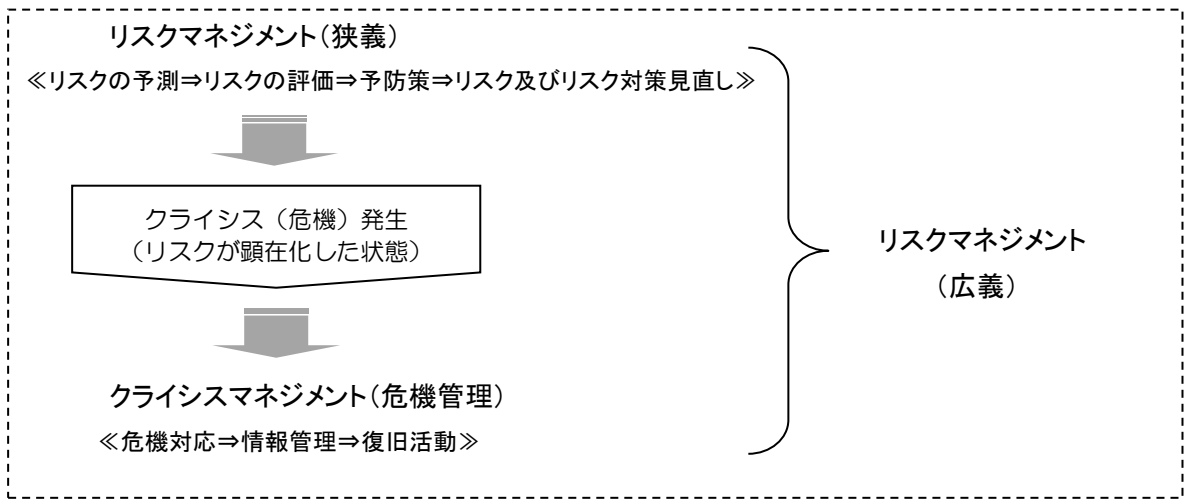 リスクマネジメント（狭義）
≪リスクの予測⇒リスクの評価⇒予防策⇒リスク及びリスク対策見直し≫
クライシス（危機）発生
（リスクが顕在化した状態）
クライシスマネジメント（危機管理）
≪危機対応⇒情報管理⇒復旧活動≫
リスクマネジメント
（広義）